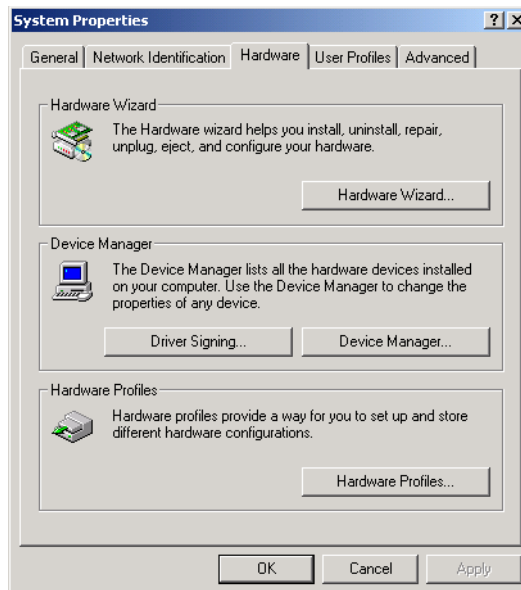 System Properties
General
Network Identification
Hardware
User Profiles
Advanced
Hardware Wizard
The Hardware wizard helps you install, uninstall, repair,
unplug, eject, and configure your hardware.
Hardware Wizard...
Device Manager
The Device Manager lists all the hardware devices installed
on your computer. Use the Device Manager to change the
properties of any device.
Driver Signing...
Device Manager...
Hardware Profiles
Hardware profiles provide a way for you to set up and store
different hardware configurations.
Hardware Profiles...
OK
Cancel
Apply